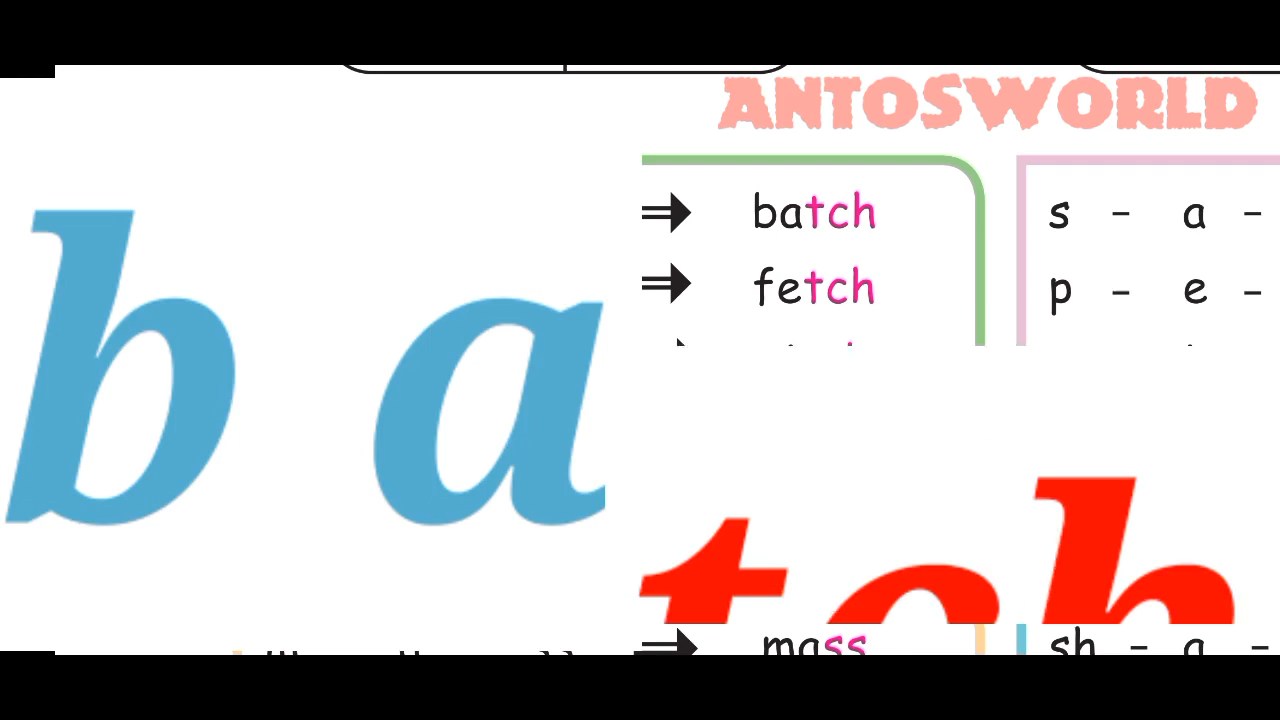 ANTOSWORLD
⇒ batch s - a -
⇒ fetch p - e -
b a
tch
⇒ mass sh - a -